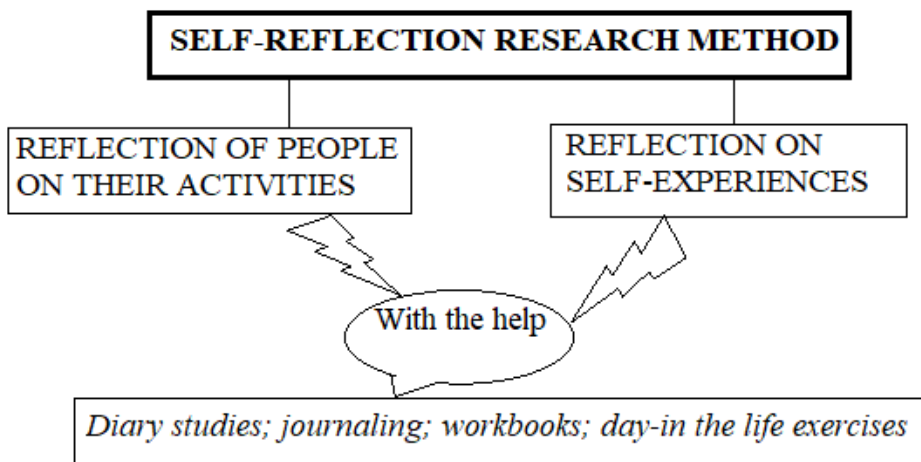 SELF-REFLECTION RESEARCH METHOD
REFLECTION OF PEOPLE
ON THEIR ACTIVITIES
REFLECTION ON
SELF-EXPERIENCES
With the help
Diary studies; journaling; workbooks; day-in the life exercises